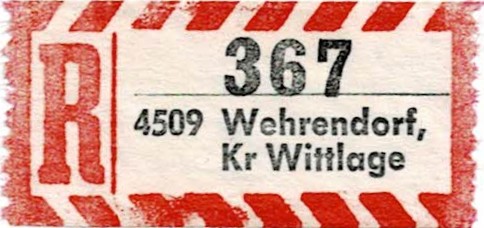 R
367
4509 Wehrendorf,
Kr Wittlage